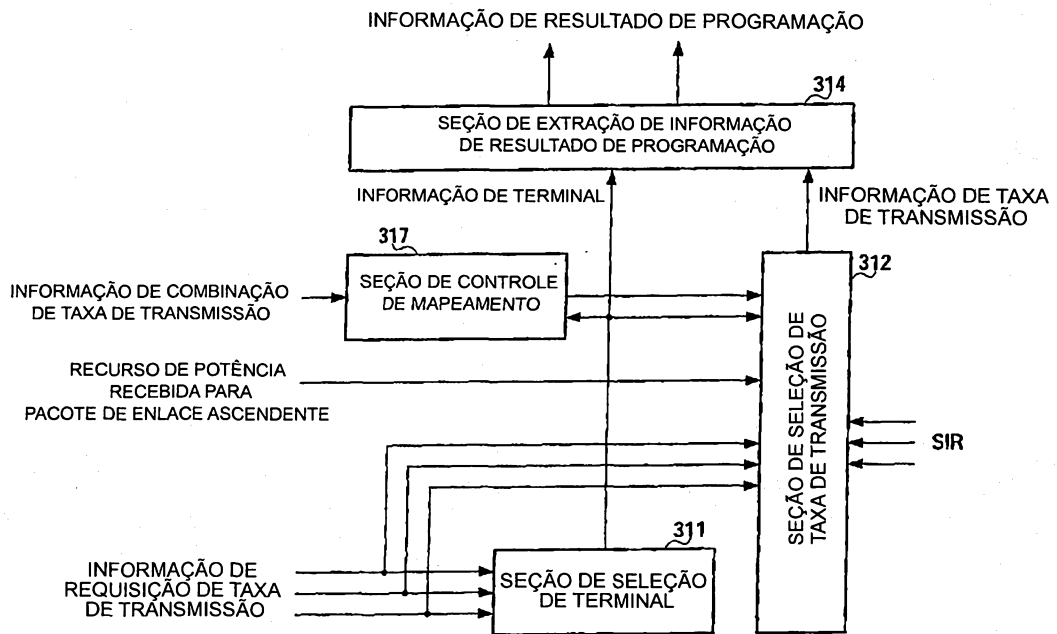 INFORMAÇÃO DE RESULTADO DE PROGRAMAÇÃO
314
SEÇÃO DE EXTRAÇÃO DE INFORMAÇÃO
DE RESULTADO DE PROGRAMAÇÃO
INFORMAÇÃO DE TERMINAL
INFORMAÇÃO DE TAXA
DE TRANSMISSÃO
317
SEÇÃO DE CONTROLE
DE MAPEAMENTO
312
SEÇÃO DE SELEÇÃO DE
TAXA DE TRANSMISSÃO
INFORMAÇÃO DE COMBINAÇÃO
DE TAXA DE TRANSMISSÃO
RECURSO DE POTÊNCIA
RECEBIDA PARA
PACOTE DE ENLACE ASCENDENTE
SIR
311
SEÇÃO DE SELEÇÃO
DE TERMINAL
INFORMAÇÃO DE
REQUISIÇÃO DE TAXA
DE TRANSMISSÃO